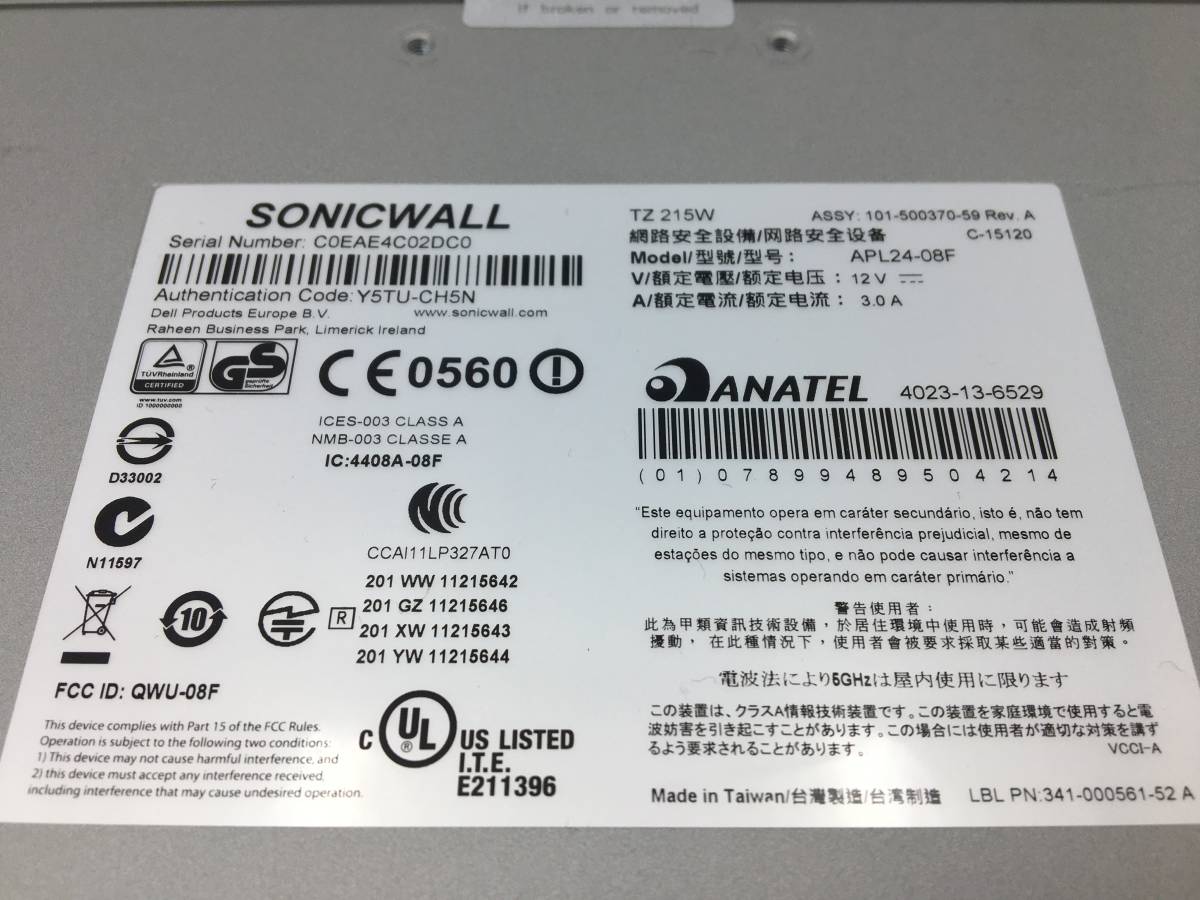 If broken or removed
SONICWALL
Serial Number: C0EAE4C02DC0
Authentication Code: Y5TU-CH5N
Dell Products Europe B.V. www.sonicwall.com
Raheen Business Park, Limerick Ireland
TÜVRheinland
CERTIFIED
www.tuv.com
ID 1000000000
GS
geprüfte
Sicherheit
CE0560
ICES-003 CLASS A
NMB-003 CLASSE A
IC:4408A-08F
D33002
N11597
CCAI11LP327AT0
10
R
201 WW 11215642
201 GZ 11215646
201 XW 11215643
201 YW 11215644
FCC ID: QWU-08F
This device complies with Part 15 of the FCC Rules.
Operation is subject to the following two conditions:
1) This device may not cause harmful interference, and
2) this device must accept any interference received,
including interference that may cause undesired operation.
C UL® US LISTED
I.T.E.
E211396
TZ 215W ASSY: 101-500370-59 Rev. A
網路安全設備/网路安全设备 C-15120
Model/型號/型号: APL24-08F
V/額定電壓/额定电压: 12 V
A/額定電流/额定电流: 3.0 A
ANATEL 4023-13-6529
(01)07899489504214
"Este equipamento opera em caráter secundário, isto é, não tem
direito a proteção contra interferência prejudicial, mesmo de
estações do mesmo tipo, e não pode causar interferência a
sistemas operando em caráter primário."
警告使用者:
此為甲類資訊技術設備，於居住環境中使用時，可能會造成射頻
擾動，在此種情況下，使用者會被要求採取某些適當的對策。
電波法により5GHzは屋内使用に限ります
この装置は、クラスA情報技術装置です。この装置を家庭環境で使用すると電
波妨害を引き起こすことがあります。この場合には使用者が適切な対策を講ず
るよう要求されることがあります。 VCCI-A
Made in Taiwan/台灣製造/台湾制造 LBL PN:341-000561-52 A